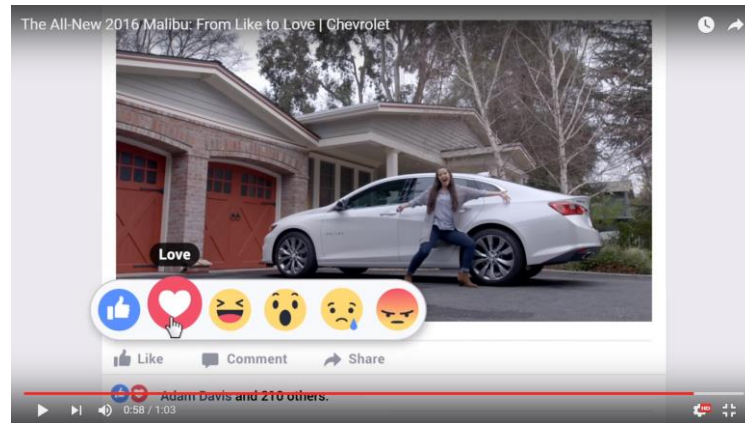 The All-New 2016 Malibu: From Like to Love | Chevrolet
Love
Like Comment Share
Adam Davis and 210 others.
0:58 / 1:03
HD